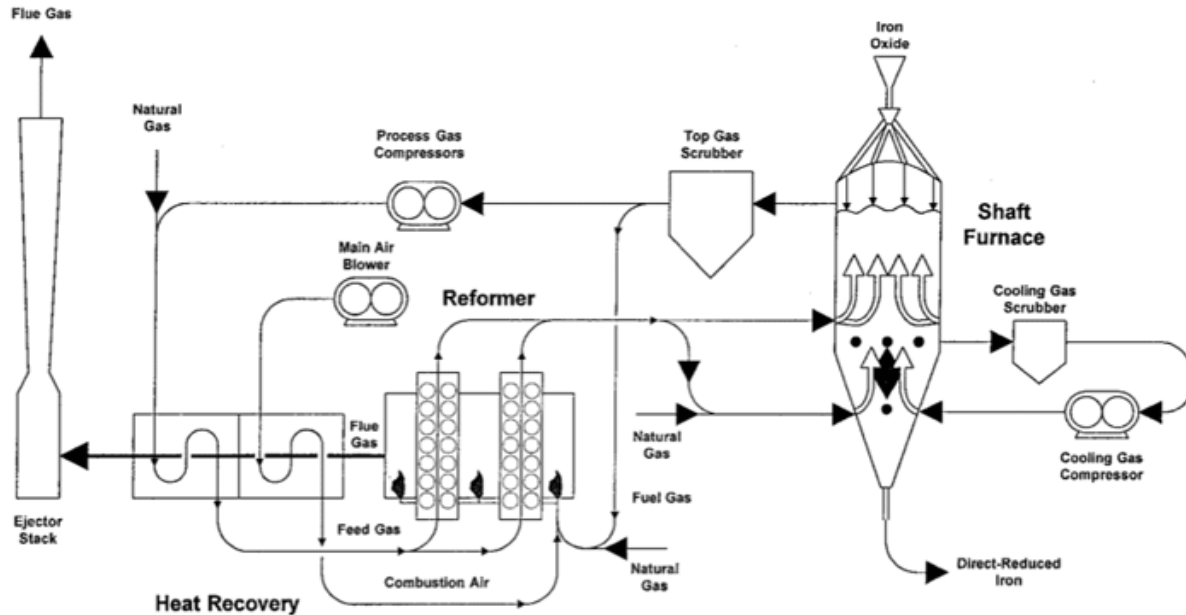 Flue Gas
Iron
Oxide
Natural
Gas
Process Gas
Compressors
Top Gas
Scrubber
Shaft
Furnace
Main Air
Blower
Reformer
Cooling Gas
Scrubber
Flue
Gas
Natural
Gas
Cooling Gas
Compressor
Fuel Gas
Ejector
Stack
Feed Gas
Natural
Gas
Combustion Air
Direct-Reduced
Iron
Heat Recovery